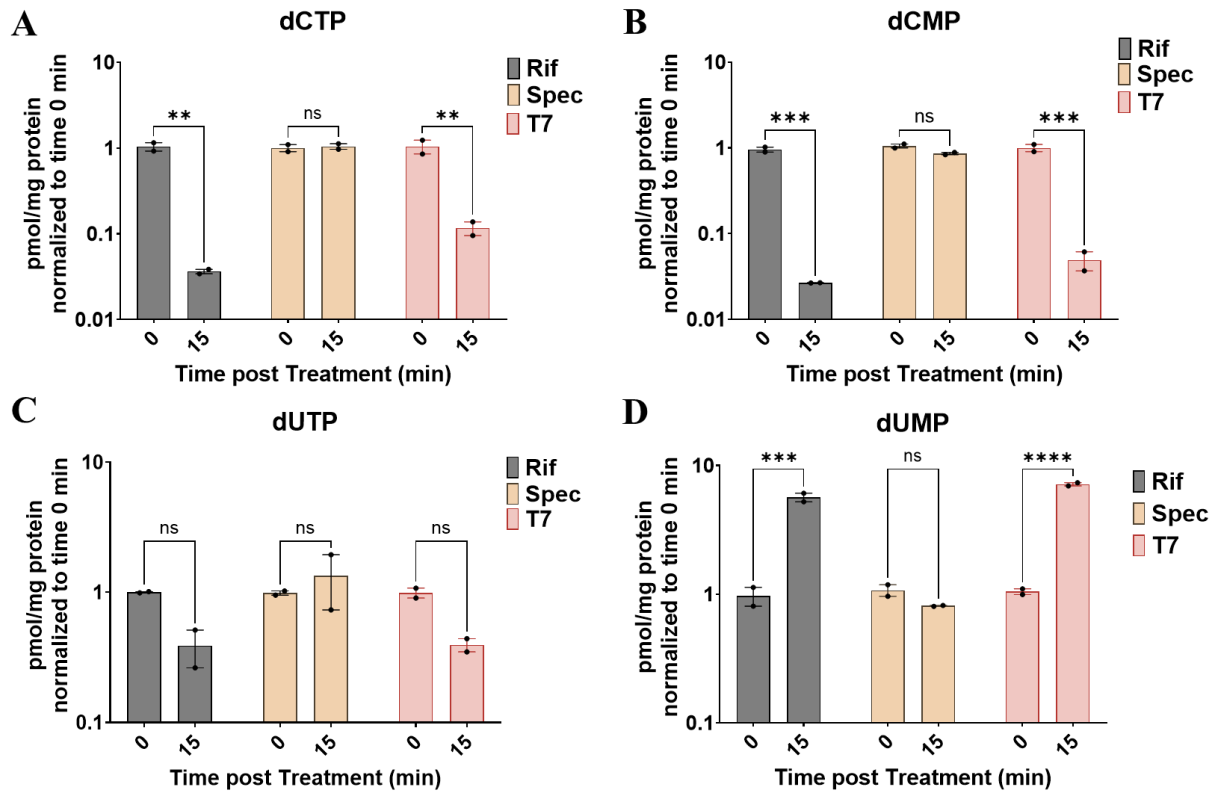 A
dCTP
pmol/mg protein
normalized to time 0 min
10
1
0.1
0.01
**
ns
**
Rif
Spec
T7
0
15
0
15
0
15
Time post Treatment (min)
B
dCMP
pmol/mg protein
normalized to time 0 min
10
1
0.1
0.01
***
ns
***
Rif
Spec
T7
0
15
0
15
0
15
Time post Treatment (min)
C
dUTP
pmol/mg protein
normalized to time 0 min
10
1
0.1
ns
ns
ns
Rif
Spec
T7
0
15
0
15
0
15
Time post Treatment (min)
D
dUMP
pmol/mg protein
normalized to time 0 min
10
1
0.1
***
ns
****
Rif
Spec
T7
0
15
0
15
0
15
Time post Treatment (min)